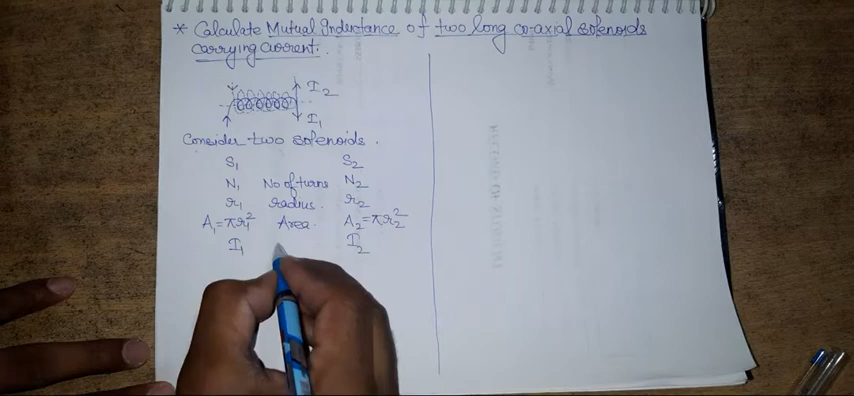 * Calculate Mutual Inductance of two long co-axial solenoids
carrying current.
I₂
I₁
Consider two solenoids.
S₁ S₂
N₁ No of turns N₂
r₁ radius. r₂
A₁=πr₁² Area. A₂=πr₂²
I₁ I₂